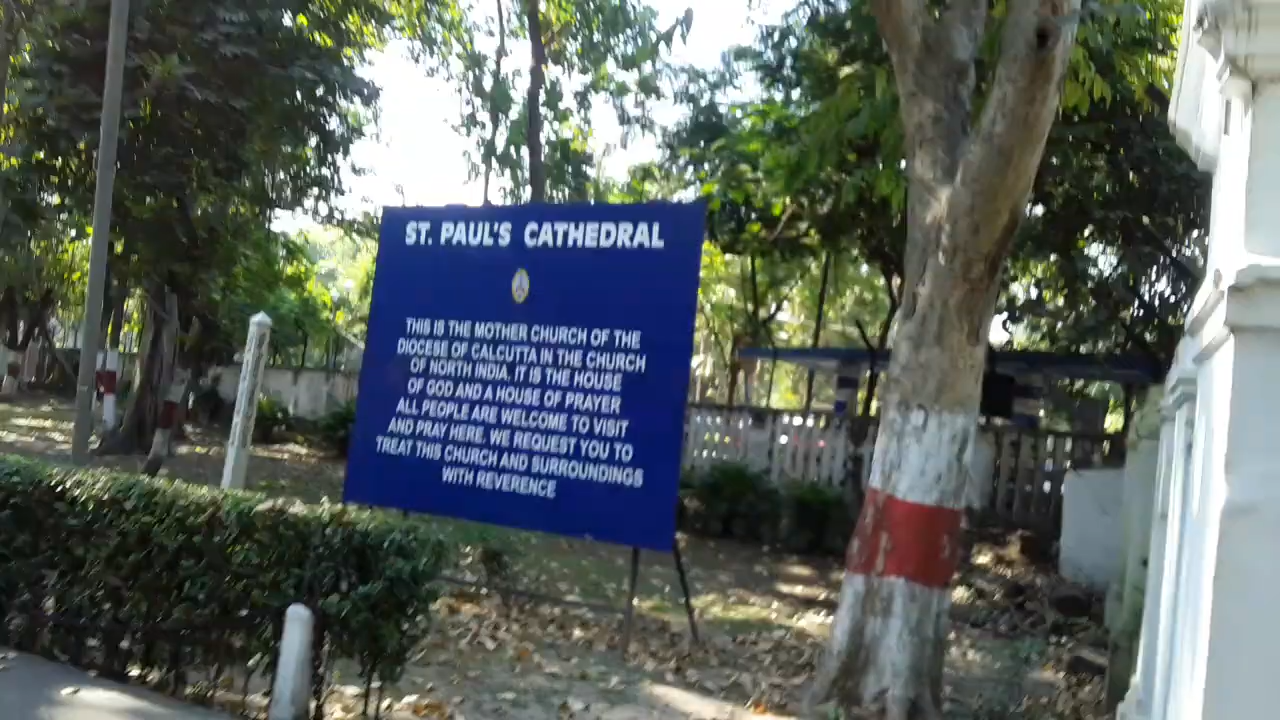 ST. PAUL'S CATHEDRAL
THIS IS THE MOTHER CHURCH OF THE
DIOCESE OF CALCUTTA IN THE CHURCH
OF NORTH INDIA. IT IS THE HOUSE
OF GOD AND A HOUSE OF PRAYER
ALL PEOPLE ARE WELCOME TO VISIT
AND PRAY HERE. WE REQUEST YOU TO
TREAT THIS CHURCH AND SURROUNDINGS
WITH REVERENCE